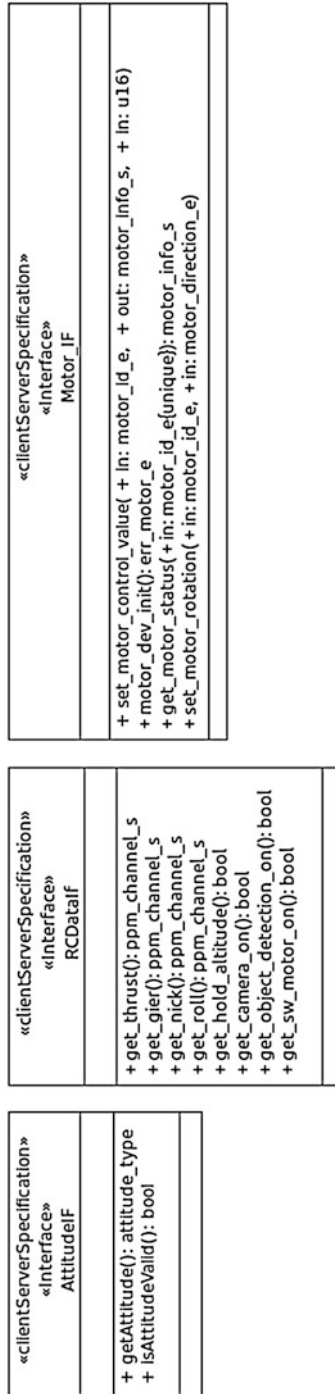 «clientServerSpecification»
«Interface»
AttitudeIF
+ getAttitude(): attitude_type
+ isAttitudeValid(): bool
«clientServerSpecification»
«Interface»
RCDataIf
+ get_thrust(): ppm_channel_s
+ get_gier(): ppm_channel_s
+ get_nick(): ppm_channel_s
+ get_roll(): ppm_channel_s
+ get_hold_altitude(): bool
+ get_camera_on(): bool
+ get_object_detection_on(): bool
+ get_sw_motor_on(): bool
«clientServerSpecification»
«Interface»
Motor_IF
+ set_motor_control_value( + in: motor_id_e, + out: motor_info_s, + in: u16)
+ motor_dev_init(): err_motor_e
+ get_motor_status( + in: motor_id_e{unique}): motor_info_s
+ set_motor_rotation( + in: motor_id_e, + in: motor_direction_e)